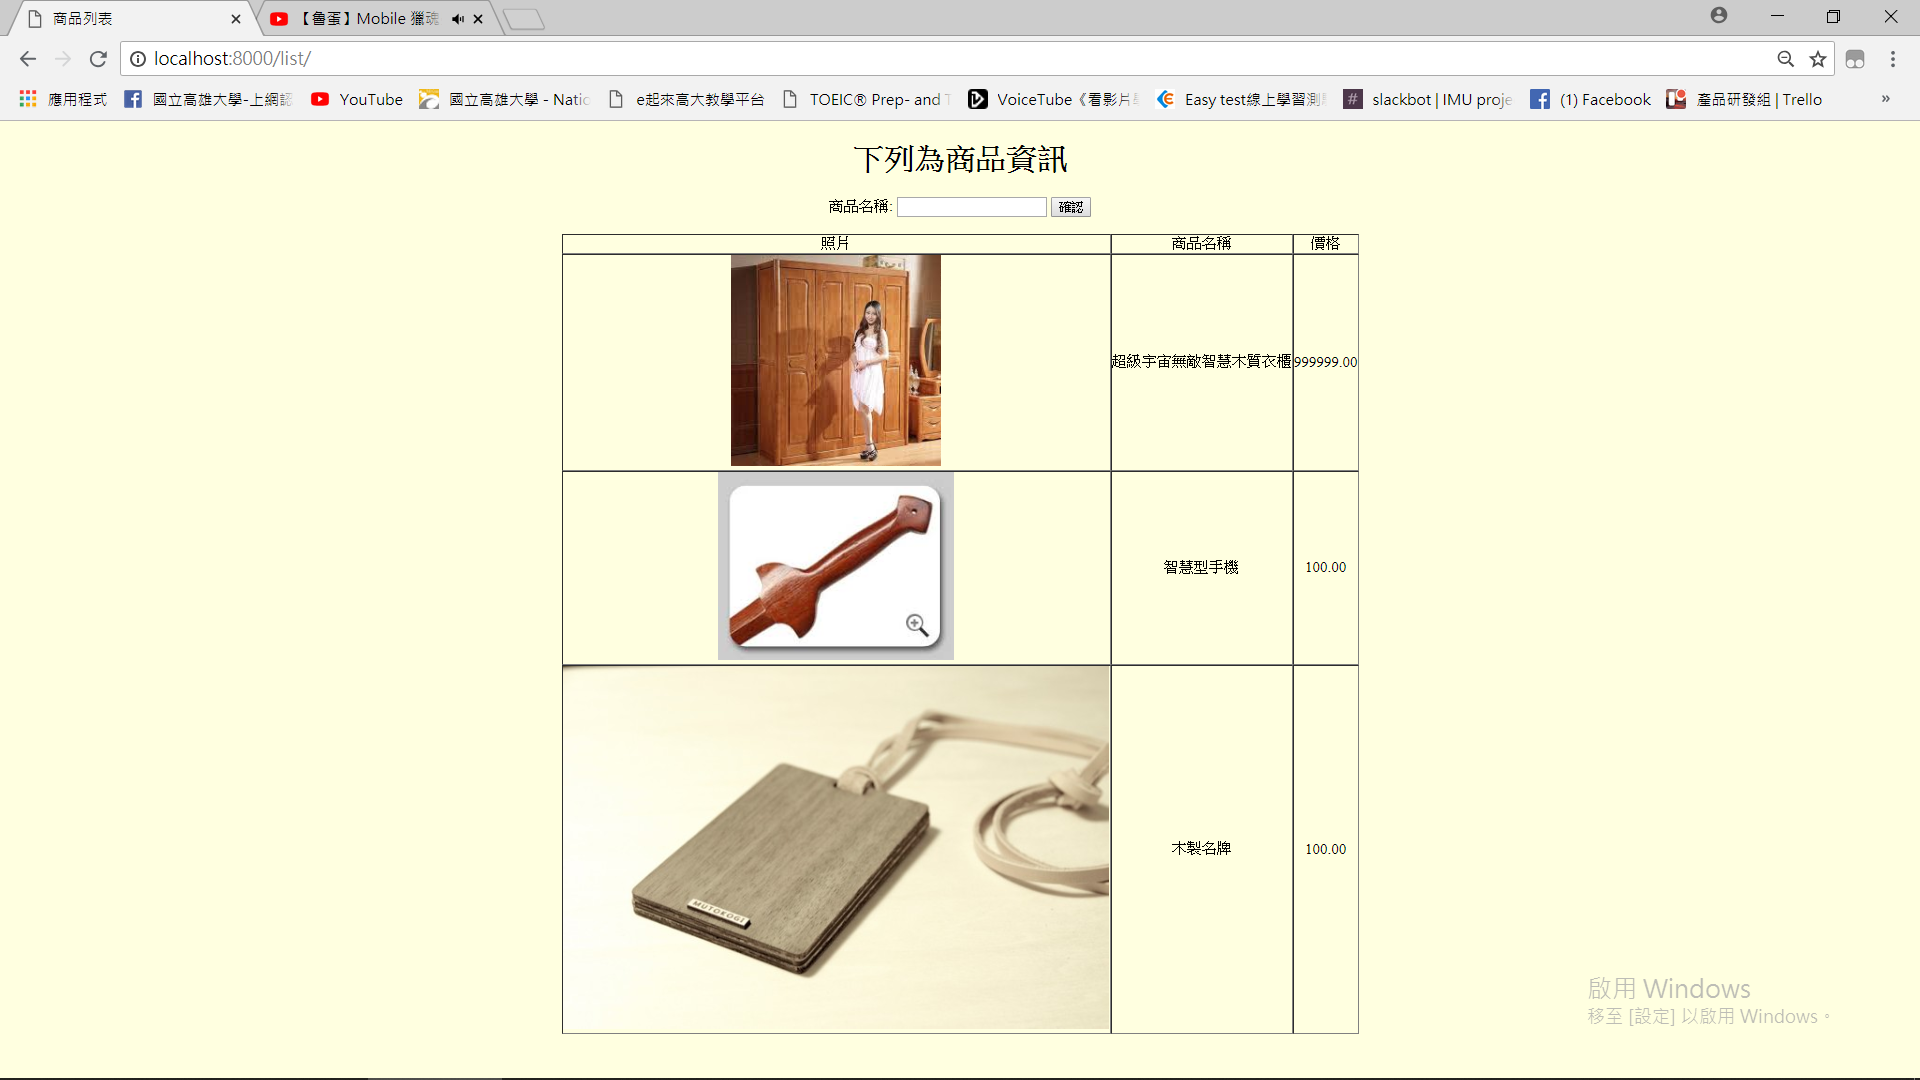 商品列表
【魯蛋】Mobile 獵魂
localhost:8000/list/
應用程式
國立高雄大學-上網認
YouTube
國立高雄大學 - Natio
e起來高大教學平台
TOEIC® Prep- and T
VoiceTube《看影片
Easy test線上學習測
slackbot | IMU proje
(1) Facebook
產品研發組 | Trello
»
下列為商品資訊
商品名稱:
確認
照片 商品名稱 價格
超級宇宙無敵智慧木質衣櫃 999999.00
智慧型手機 100.00
木製名牌 100.00
MUTOKOGI
啟用 Windows
移至 [設定] 以啟用 Windows。